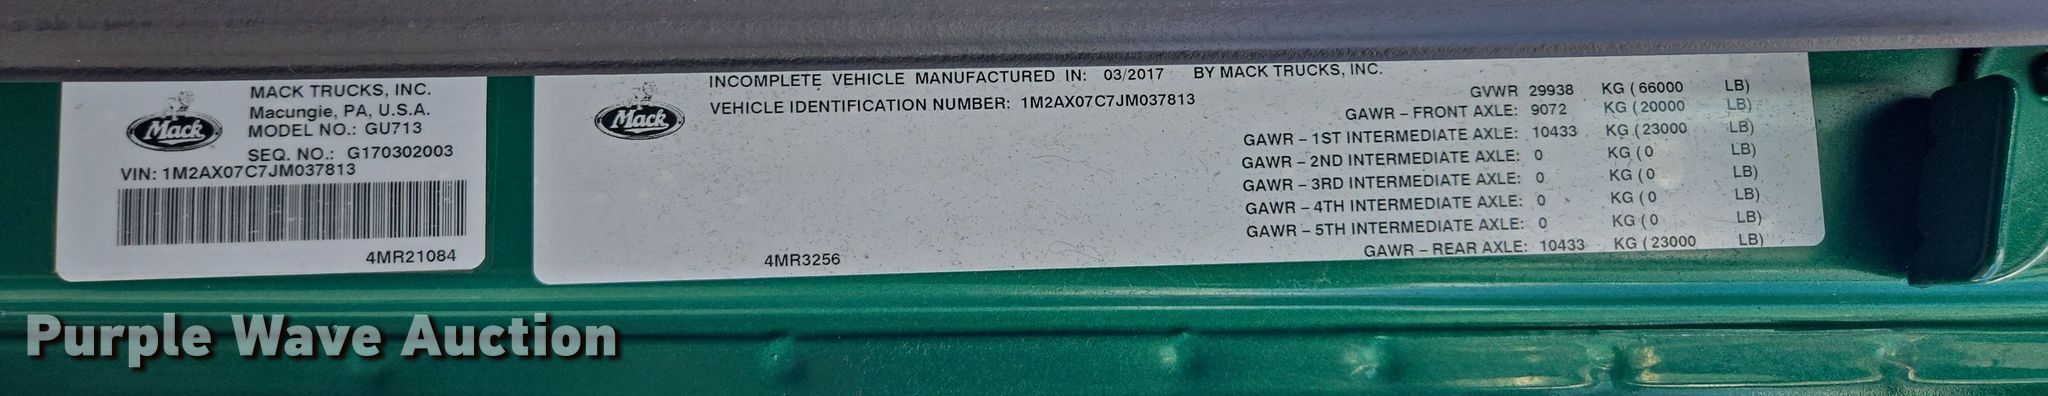 Mack
MACK TRUCKS, INC.
Macungie, PA, U.S.A.
MODEL NO.: GU713
SEQ. NO.: G170302003
VIN: 1M2AX07C7JM037813
4MR21084
Mack
INCOMPLETE VEHICLE MANUFACTURED IN: 03/2017 BY MACK TRUCKS, INC.
VEHICLE IDENTIFICATION NUMBER: 1M2AX07C7JM037813
GVWR 29938 KG ( 66000 LB)
GAWR – FRONT AXLE: 9072 KG ( 20000 LB)
GAWR – 1ST INTERMEDIATE AXLE: 10433 KG ( 23000 LB)
GAWR – 2ND INTERMEDIATE AXLE: 0 KG ( 0 LB)
GAWR – 3RD INTERMEDIATE AXLE: 0 KG ( 0 LB)
GAWR – 4TH INTERMEDIATE AXLE: 0 KG ( 0 LB)
GAWR – 5TH INTERMEDIATE AXLE: 0 KG ( 0 LB)
GAWR – REAR AXLE: 10433 KG ( 23000 LB)
4MR3256
Purple Wave Auction